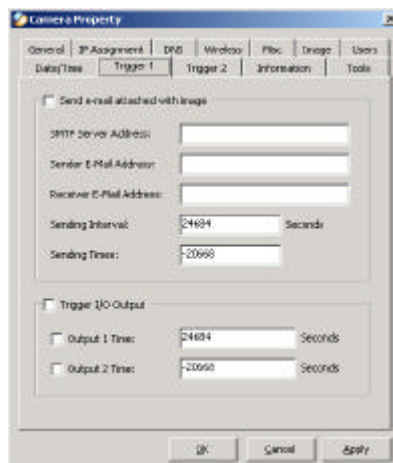 Camera Property
General IP Assignment DNS Wireless Misc. Image Users
Date/Time Trigger 1 Trigger 2 Information Tools
Send e-mail attached with image
SMTP Server Address:
Sender E-Mail Address:
Receiver E-Mail Address:
Sending Interval: 24694 Seconds
Sending Times: -20668
Trigger I/O Output
Output 1 Time: 24694 Seconds
Output 2 Time: -20668 Seconds
OK Cancel Apply